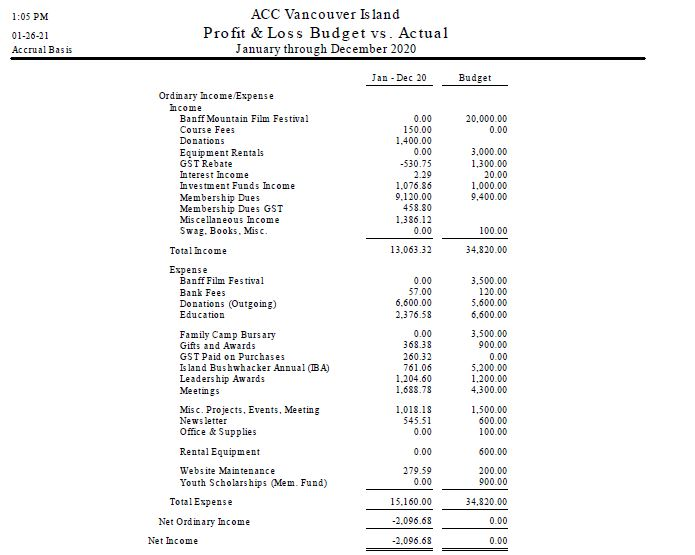 1:05 PM
ACC Vancouver Island
01-26-21
Profit & Loss Budget vs. Actual
Accrual Basis
January through December 2020
Jan - Dec 20 Budget
Ordinary Income/Expense
Income
Banff Mountain Film Festival 0.00 20,000.00
Course Fees 150.00 0.00
Donations 1,400.00
Equipment Rentals 0.00 3,000.00
GST Rebate -530.75 1,300.00
Interest Income 2.29 20.00
Investment Funds Income 1,076.86 1,000.00
Membership Dues 9,120.00 9,400.00
Membership Dues GST 458.80
Miscellaneous Income 1,386.12
Swag, Books, Misc. 0.00 100.00
Total Income 13,063.32 34,820.00
Expense
Banff Film Festival 0.00 3,500.00
Bank Fees 57.00 120.00
Donations (Outgoing) 6,600.00 5,600.00
Education 2,376.58 6,600.00
Family Camp Bursary 0.00 3,500.00
Gifts and Awards 368.38 900.00
GST Paid on Purchases 260.32 0.00
Island Bushwhacker Annual (IBA) 761.06 5,200.00
Leadership Awards 1,204.60 1,200.00
Meetings 1,688.78 4,300.00
Misc. Projects, Events, Meeting 1,018.18 1,500.00
Newsletter 545.51 600.00
Office & Supplies 0.00 100.00
Rental Equipment 0.00 600.00
Website Maintenance 279.59 200.00
Youth Scholarships (Mem. Fund) 0.00 900.00
Total Expense 15,160.00 34,820.00
Net Ordinary Income -2,096.68 0.00
Net Income -2,096.68 0.00